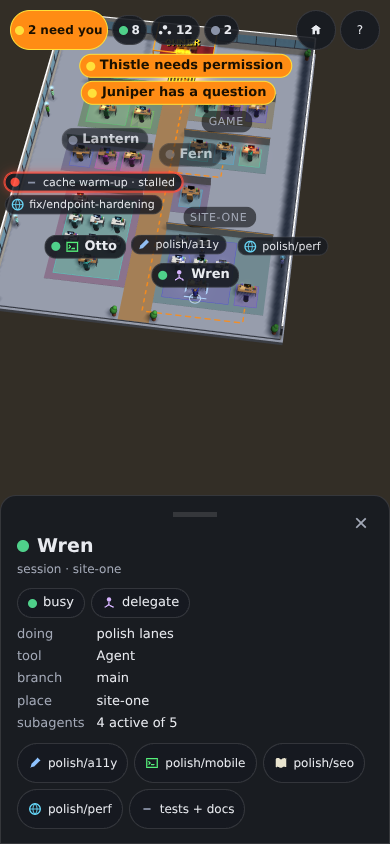 2 need you
8
12
2
?
Thistle needs permission
Juniper has a question
GAME
Lantern
Fern
cache warm-up · stalled
fix/endpoint-hardening
SITE-ONE
Otto
polish/a11y
polish/perf
Wren
Wren
session · site-one
busy
delegate
doing polish lanes
tool Agent
branch main
place site-one
subagents 4 active of 5
polish/a11y
polish/mobile
polish/seo
polish/perf
tests + docs